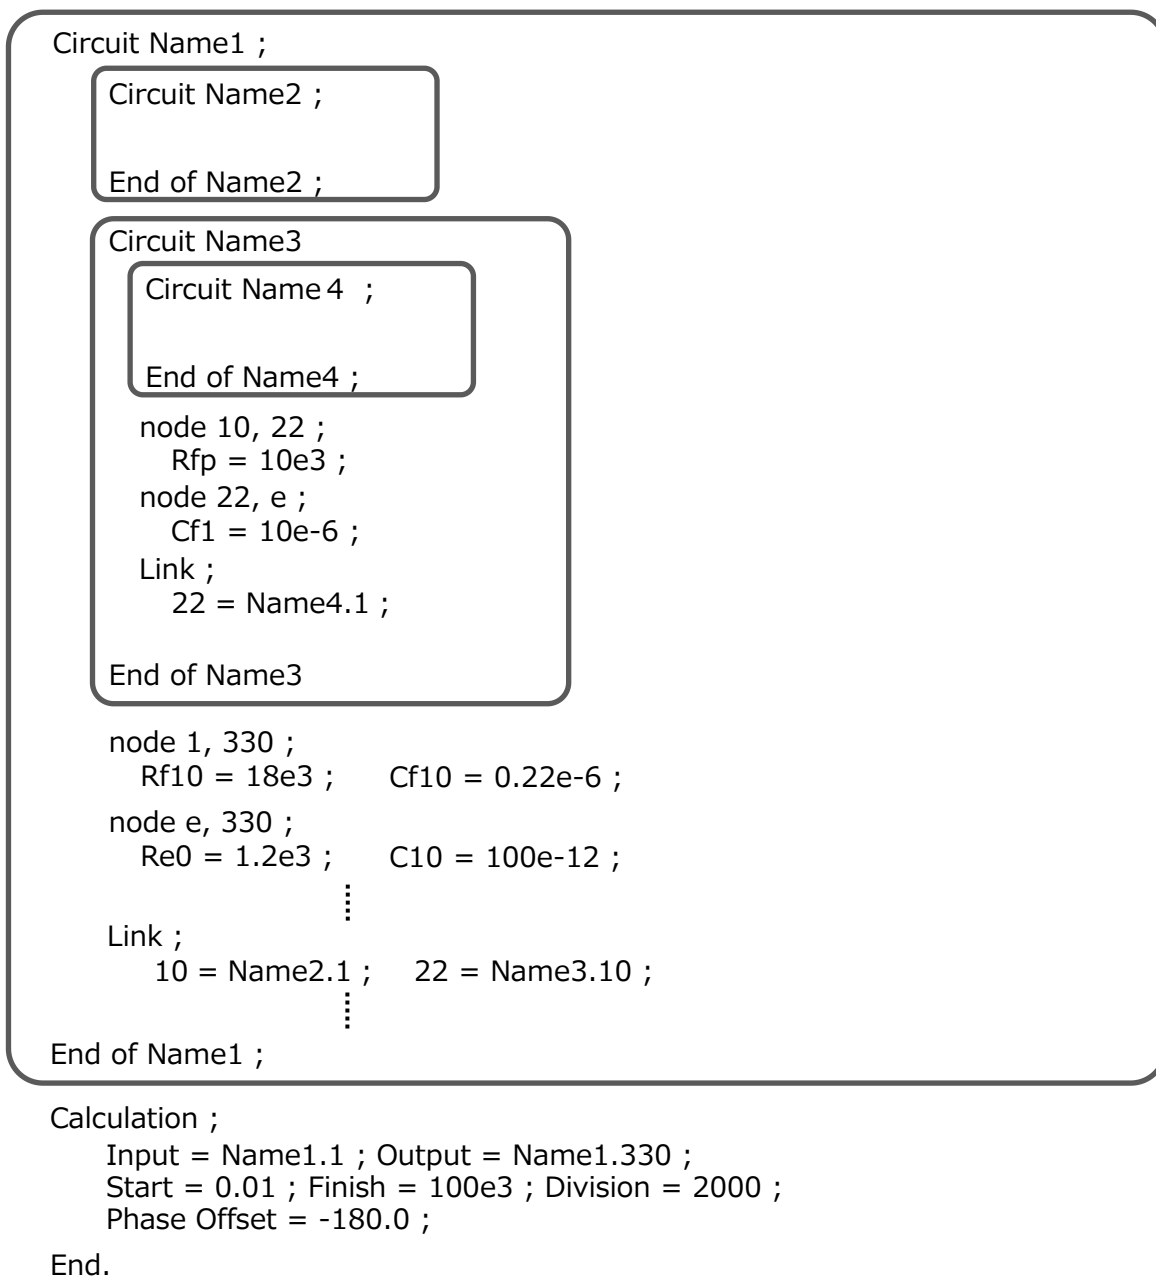 Circuit Name1 ;
Circuit Name2 ;
End of Name2 ;
Circuit Name3
Circuit Name 4 ;
End of Name4 ;
node 10, 22 ;
Rfp = 10e3 ;
node 22, e ;
Cf1 = 10e-6 ;
Link ;
22 = Name4.1 ;
End of Name3
node 1, 330 ;
Rf10 = 18e3 ; Cf10 = 0.22e-6 ;
node e, 330 ;
Re0 = 1.2e3 ; C10 = 100e-12 ;
Link ;
10 = Name2.1 ; 22 = Name3.10 ;
End of Name1 ;
Calculation ;
Input = Name1.1 ; Output = Name1.330 ;
Start = 0.01 ; Finish = 100e3 ; Division = 2000 ;
Phase Offset = -180.0 ;
End.